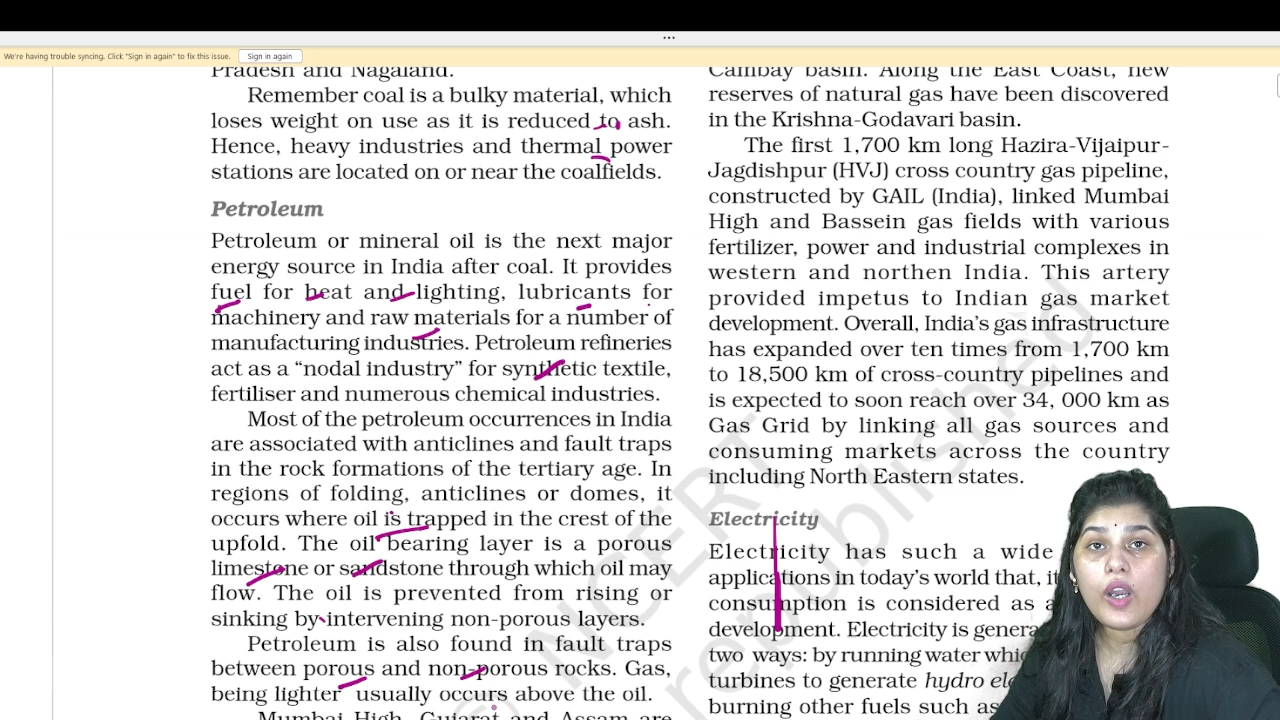 We're having trouble syncing. Click "Sign in again" to fix this issue. Sign in again
Pradesh and Nagaland.
Remember coal is a bulky material, which
loses weight on use as it is reduced to ash.
Hence, heavy industries and thermal power
stations are located on or near the coalfields.
Petroleum
Petroleum or mineral oil is the next major
energy source in India after coal. It provides
fuel for heat and lighting, lubricants for
machinery and raw materials for a number of
manufacturing industries. Petroleum refineries
act as a “nodal industry” for synthetic textile,
fertiliser and numerous chemical industries.
Most of the petroleum occurrences in India
are associated with anticlines and fault traps
in the rock formations of the tertiary age. In
regions of folding, anticlines or domes, it
occurs where oil is trapped in the crest of the
upfold. The oil bearing layer is a porous
limestone or sandstone through which oil may
flow. The oil is prevented from rising or
sinking by intervening non-porous layers.
Petroleum is also found in fault traps
between porous and non-porous rocks. Gas,
being lighter usually occurs above the oil.
Mumbai High, Gujarat and Assam are
Cambay basin. Along the East Coast, new
reserves of natural gas have been discovered
in the Krishna-Godavari basin.
The first 1,700 km long Hazira-Vijaipur-
Jagdishpur (HVJ) cross country gas pipeline,
constructed by GAIL (India), linked Mumbai
High and Bassein gas fields with various
fertilizer, power and industrial complexes in
western and northen India. This artery
provided impetus to Indian gas market
development. Overall, India’s gas infrastructure
has expanded over ten times from 1,700 km
to 18,500 km of cross-country pipelines and
is expected to soon reach over 34, 000 km as
Gas Grid by linking all gas sources and
consuming markets across the country
including North Eastern states.
Electricity
Electricity has such a wide
applications in today’s world that, it
consumption is considered as a
development. Electricity is genera
two ways: by running water whic
turbines to generate hydro ele
burning other fuels such as
© NCERT
republished